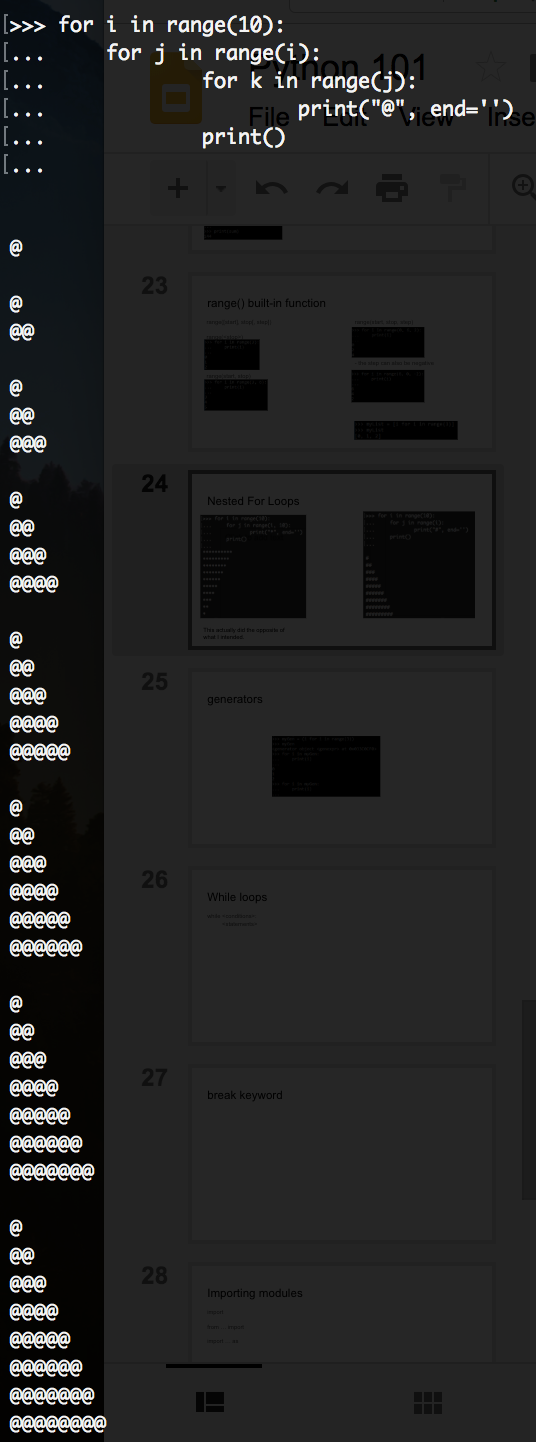 [>>> for i in range(10):
[...     for j in range(i):
[...             for k in range(j):
[...                     print("@", end='')
[...             print()
[...
@
@
@@
@
@@
@@@
@
@@
@@@
@@@@
@
@@
@@@
@@@@
@@@@@
@
@@
@@@
@@@@
@@@@@
@@@@@@
@
@@
@@@
@@@@
@@@@@
@@@@@@
@@@@@@@
@
@@
@@@
@@@@
@@@@@
@@@@@@
@@@@@@@
@@@@@@@@
Python 101
File Edit View Inse
23
range() built-in function
24
Nested For Loops
This actually did the opposite of
what I intended.
25
generators
26
While loops
27
break keyword
28
Importing modules